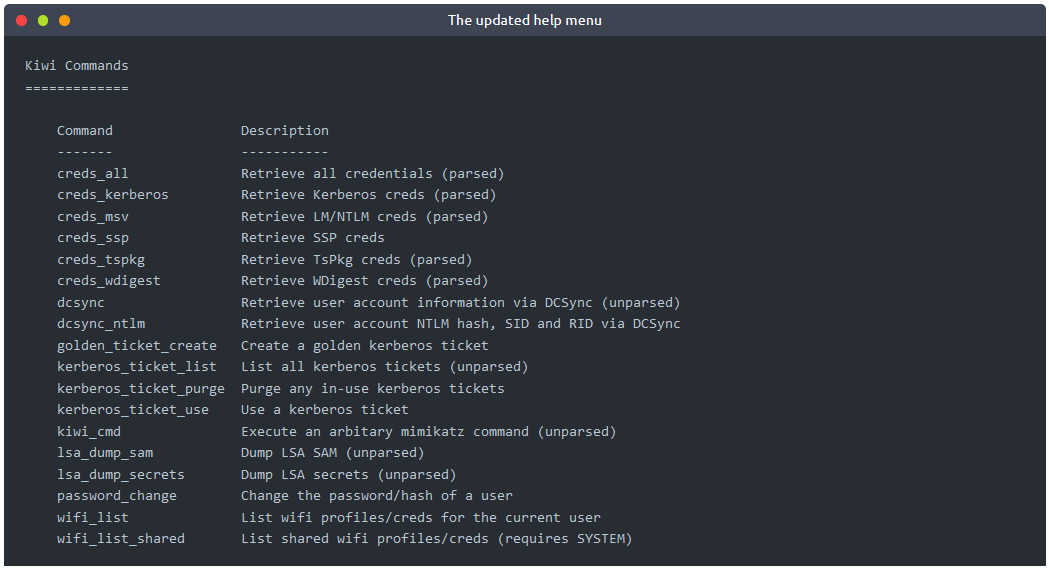 The updated help menu
Kiwi Commands
=============
Command                Description
-------                -----------
creds_all              Retrieve all credentials (parsed)
creds_kerberos         Retrieve Kerberos creds (parsed)
creds_msv              Retrieve LM/NTLM creds (parsed)
creds_ssp              Retrieve SSP creds
creds_tspkg            Retrieve TsPkg creds (parsed)
creds_wdigest          Retrieve WDigest creds (parsed)
dcsync                 Retrieve user account information via DCSync (unparsed)
dcsync_ntlm            Retrieve user account NTLM hash, SID and RID via DCSync
golden_ticket_create   Create a golden kerberos ticket
kerberos_ticket_list   List all kerberos tickets (unparsed)
kerberos_ticket_purge  Purge any in-use kerberos tickets
kerberos_ticket_use    Use a kerberos ticket
kiwi_cmd               Execute an arbitary mimikatz command (unparsed)
lsa_dump_sam           Dump LSA SAM (unparsed)
lsa_dump_secrets       Dump LSA secrets (unparsed)
password_change        Change the password/hash of a user
wifi_list              List wifi profiles/creds for the current user
wifi_list_shared       List shared wifi profiles/creds (requires SYSTEM)